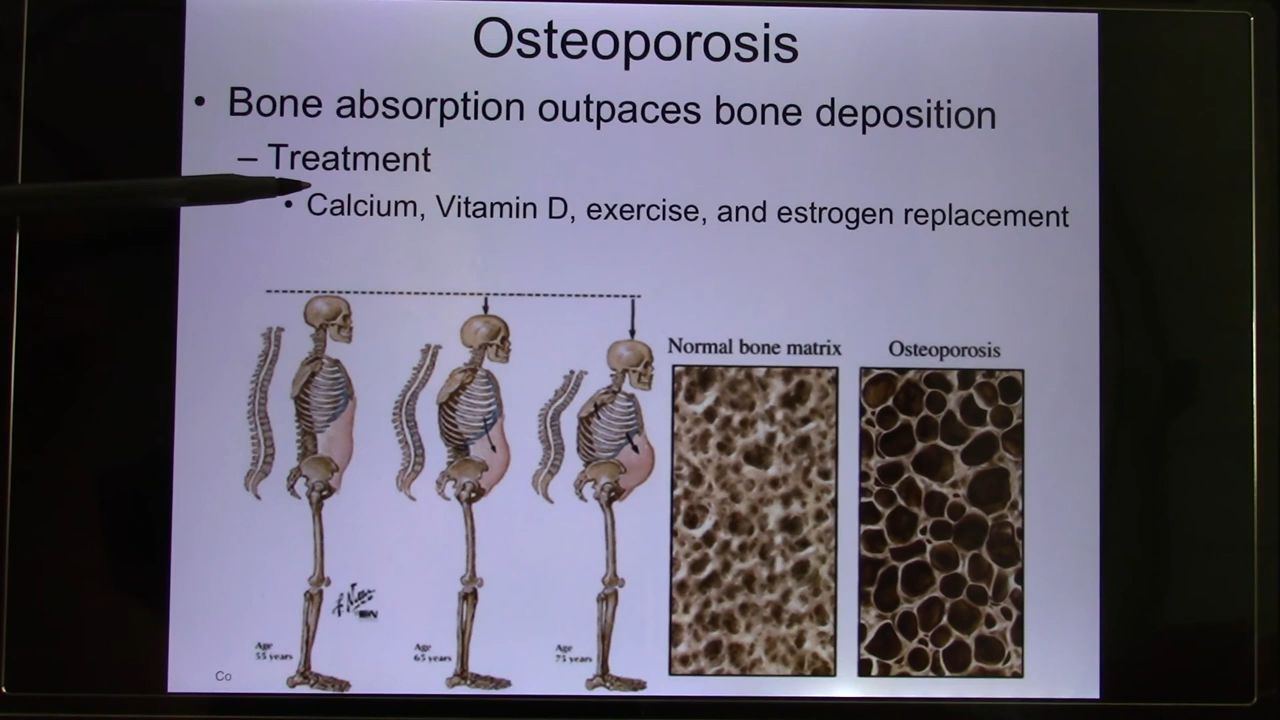 Osteoporosis
• Bone absorption outpaces bone deposition
– Treatment
• Calcium, Vitamin D, exercise, and estrogen replacement
Normal bone matrix
Osteoporosis
Age
55 years
Age
65 years
Age
75 years
Co